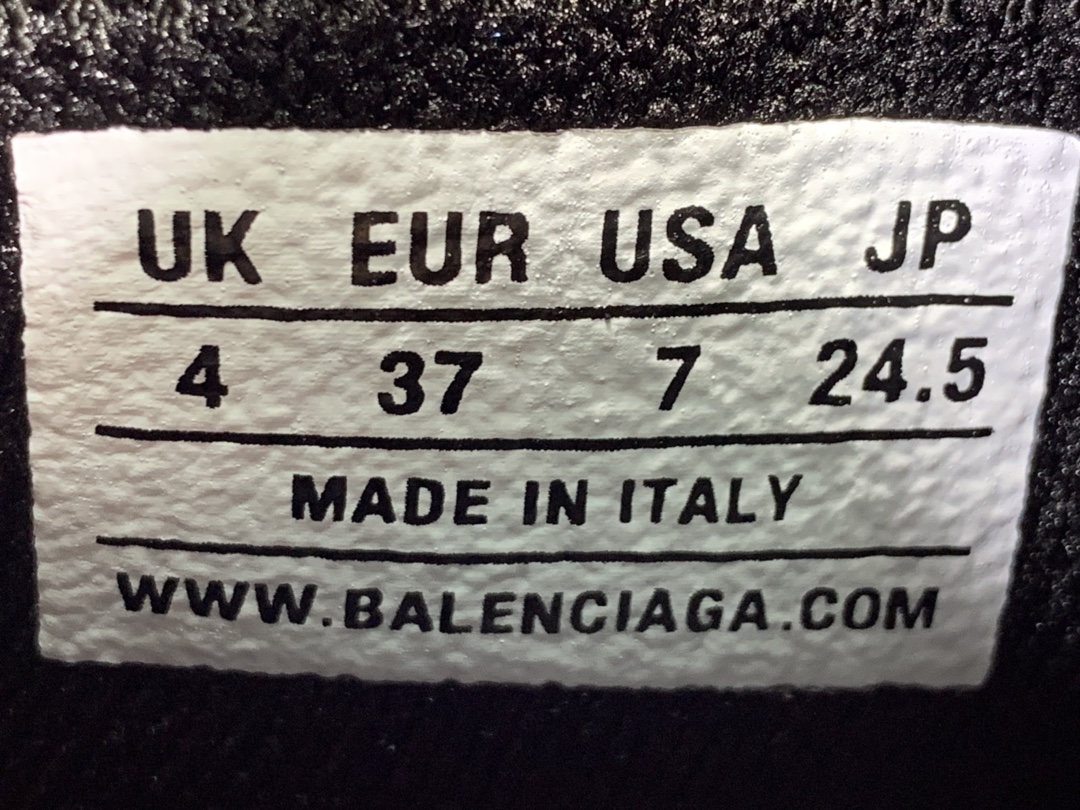 UK EUR USA JP
4 37 7 24.5
MADE IN ITALY
WWW.BALENCIAGA.COM